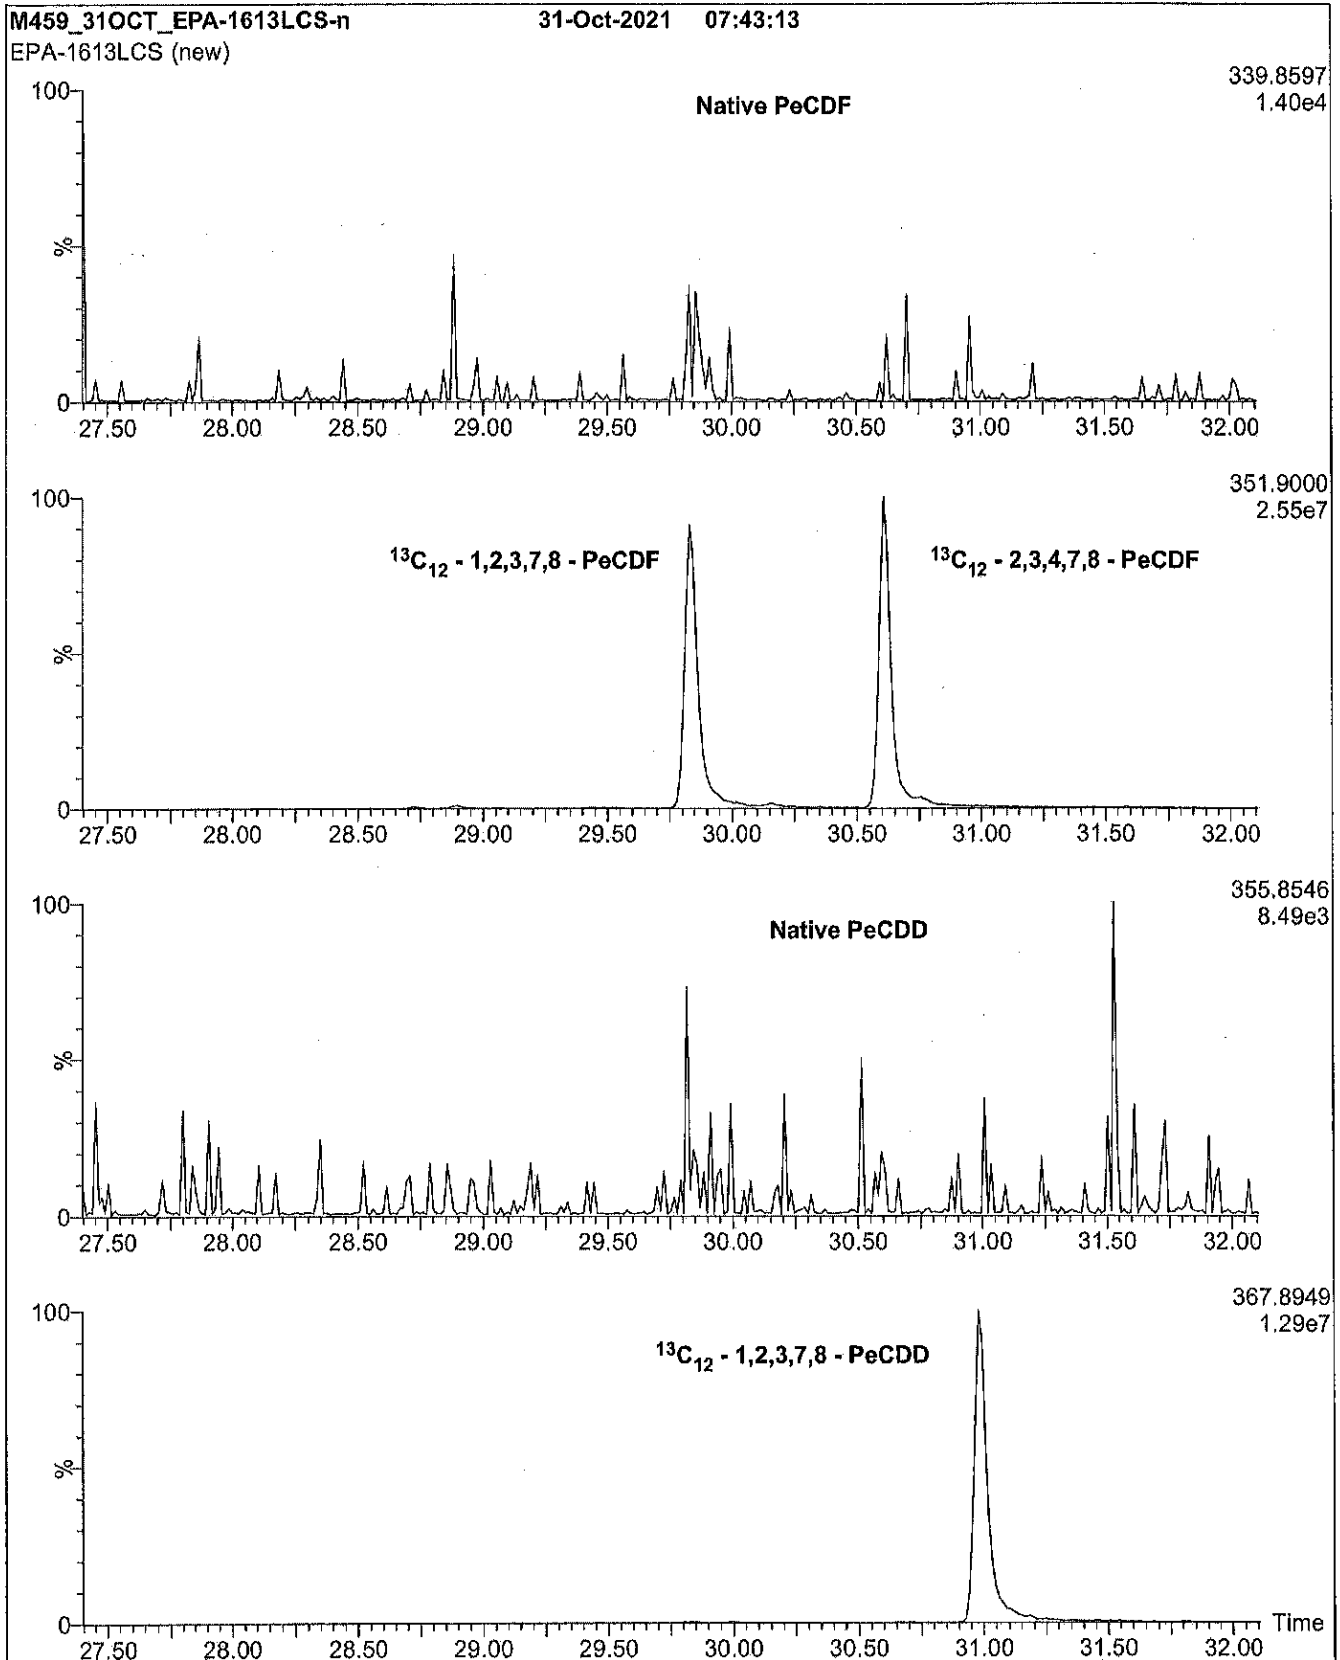 M459_31OCT_EPA-1613LCS-n 31-Oct-2021 07:43:13
EPA-1613LCS (new)
339.8597
1.40e4
Native PeCDF
100
%
0
27.50 28.00 28.50 29.00 29.50 30.00 30.50 31.00 31.50 32.00
351.9000
2.55e7
100
¹³C₁₂ - 1,2,3,7,8 - PeCDF ¹³C₁₂ - 2,3,4,7,8 - PeCDF
%
0
27.50 28.00 28.50 29.00 29.50 30.00 30.50 31.00 31.50 32.00
355.8546
8.49e3
100
Native PeCDD
%
0
27.50 28.00 28.50 29.00 29.50 30.00 30.50 31.00 31.50 32.00
367.8949
1.29e7
100
¹³C₁₂ - 1,2,3,7,8 - PeCDD
%
0 Time
27.50 28.00 28.50 29.00 29.50 30.00 30.50 31.00 31.50 32.00